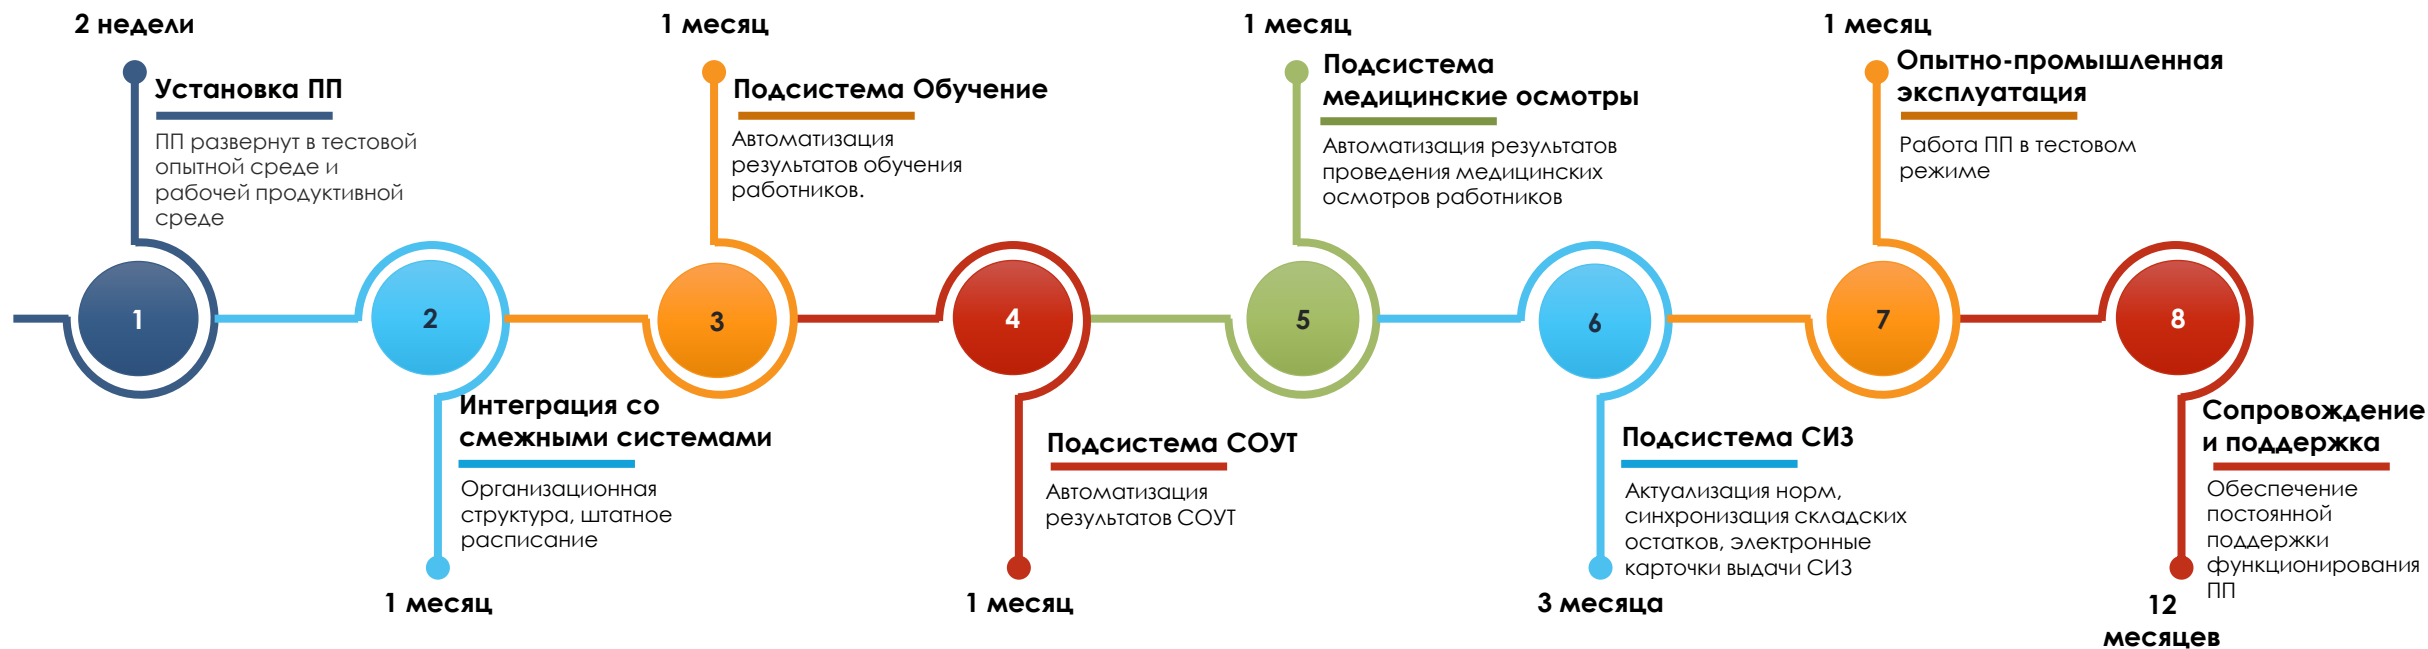 2 недели
Установка ПП
ПП развернут в тестовой
опытной среде и
рабочей продуктивной
среде
1
2
Интеграция со
смежными системами
Организационная
структура, штатное
расписание
1 месяц
1 месяц
Подсистема Обучение
Автоматизация
результатов обучения
работников.
3
4
Подсистема СОУТ
Автоматизация
результатов СОУТ
1 месяц
1 месяц
Подсистема
медицинские осмотры
Автоматизация результатов
проведения медицинских
осмотров работников
5
6
Подсистема СИЗ
Актуализация норм,
синхронизация складских
остатков, электронные
карточки выдачи СИЗ
3 месяца
1 месяц
Опытно-промышленная
эксплуатация
Работа ПП в тестовом
режиме
7
8
Сопровождение
и поддержка
Обеспечение
постоянной
поддержки
функционирования
ПП
12
месяцев